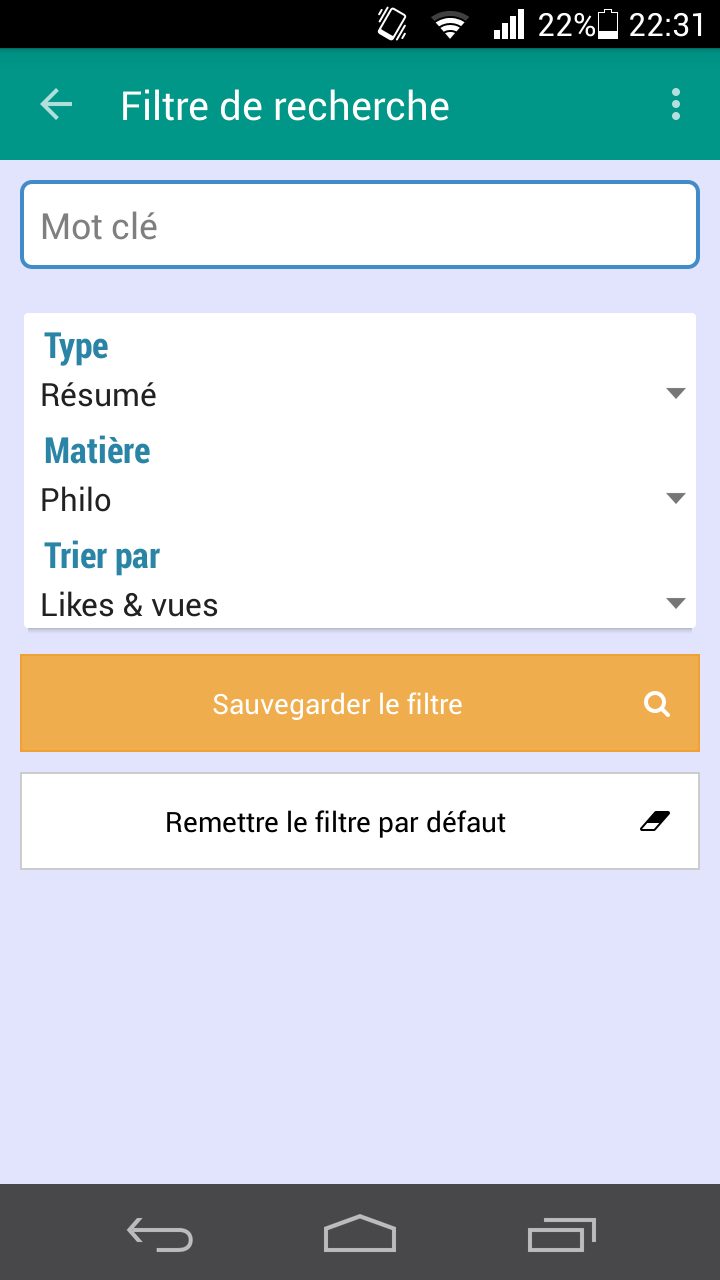 22% 22:31
Filtre de recherche
Mot clé
Type
Résumé
Matière
Philo
Trier par
Likes & vues
Sauvegarder le filtre
Remettre le filtre par défaut